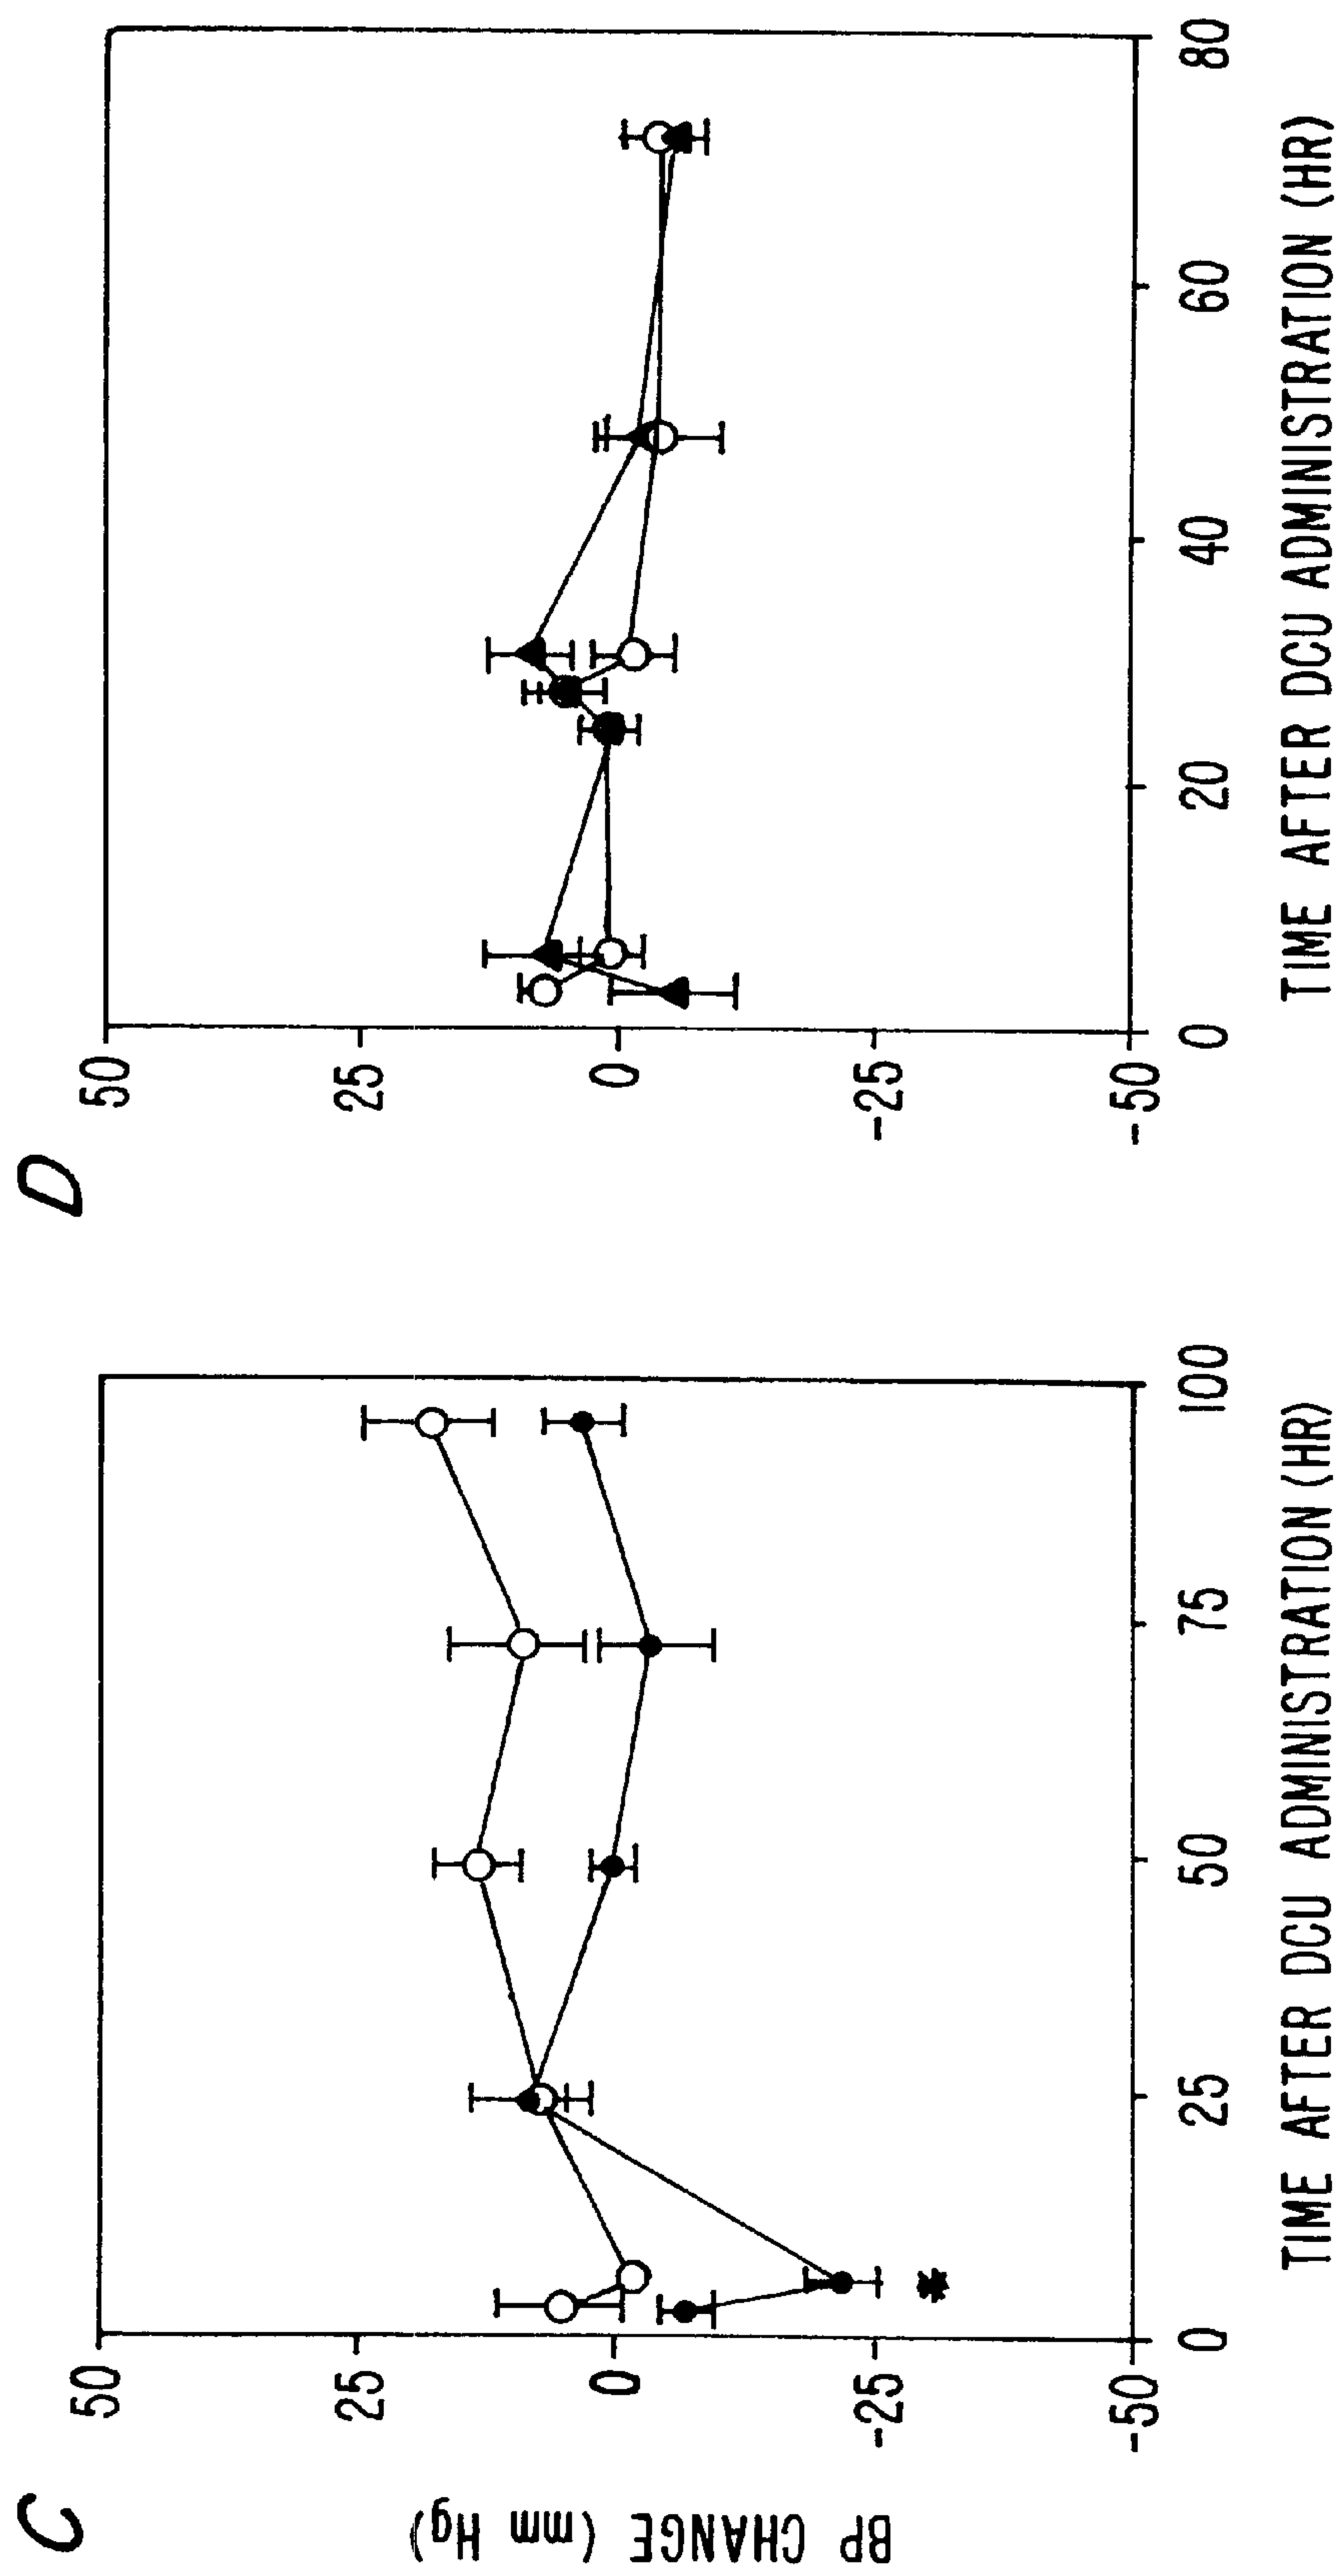 C
BP CHANGE (mm Hg)
50
25
0
-25
-50
0 25 50 75 100
TIME AFTER DCU ADMINISTRATION (HR)
*
D
50
25
0
-25
-50
0 20 40 60 80
TIME AFTER DCU ADMINISTRATION (HR)